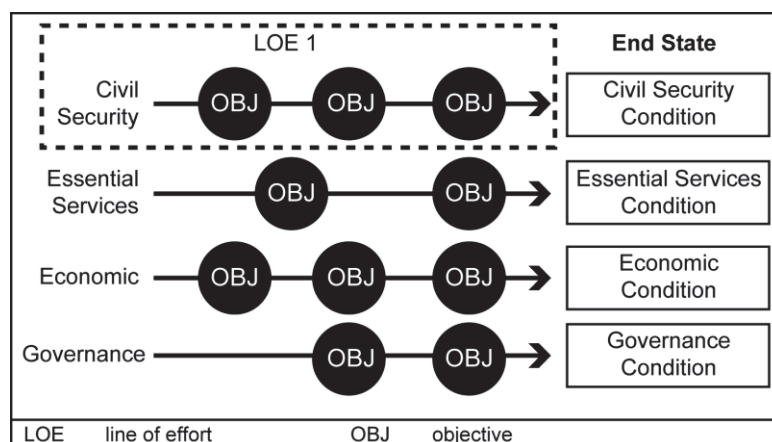 LOE 1
End State
Civil
Security
OBJ
OBJ
OBJ
Civil Security
Condition
Essential
Services
OBJ
OBJ
Essential Services
Condition
Economic
OBJ
OBJ
OBJ
Economic
Condition
Governance
OBJ
OBJ
Governance
Condition
LOE line of effort OBJ objective